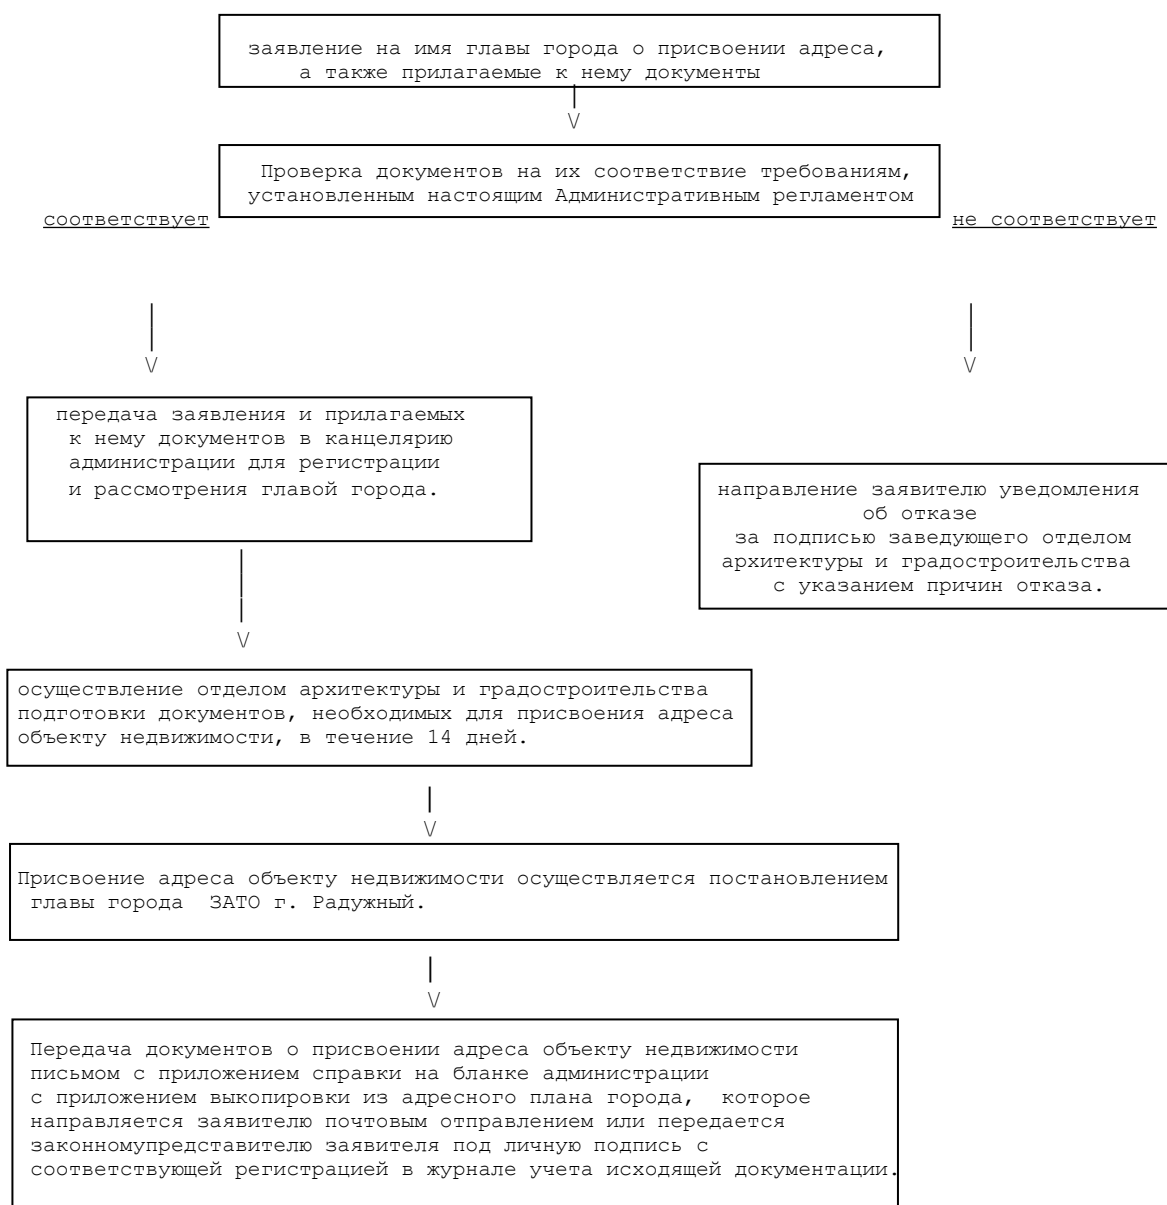 заявление на имя главы города о присвоении адреса,
а также прилагаемые к нему документы
Проверка документов на их соответствие требованиям,
установленным настоящим Административным регламентом
соответствует
не соответствует
передача заявления и прилагаемых
к нему документов в канцелярию
администрации для регистрации
и рассмотрения главой города.
направление заявителю уведомления
об отказе
за подписью заведующего отделом
архитектуры и градостроительства
с указанием причин отказа.
осуществление отделом архитектуры и градостроительства
подготовки документов, необходимых для присвоения адреса
объекту недвижимости, в течение 14 дней.
Присвоение адреса объекту недвижимости осуществляется постановлением
главы города ЗАТО г. Радужный.
Передача документов о присвоении адреса объекту недвижимости
письмом с приложением справки на бланке администрации
с приложением выкопировки из адресного плана города, которое
направляется заявителю почтовым отправлением или передается
законномупредставителю заявителя под личную подпись с
соответствующей регистрацией в журнале учета исходящей документации.